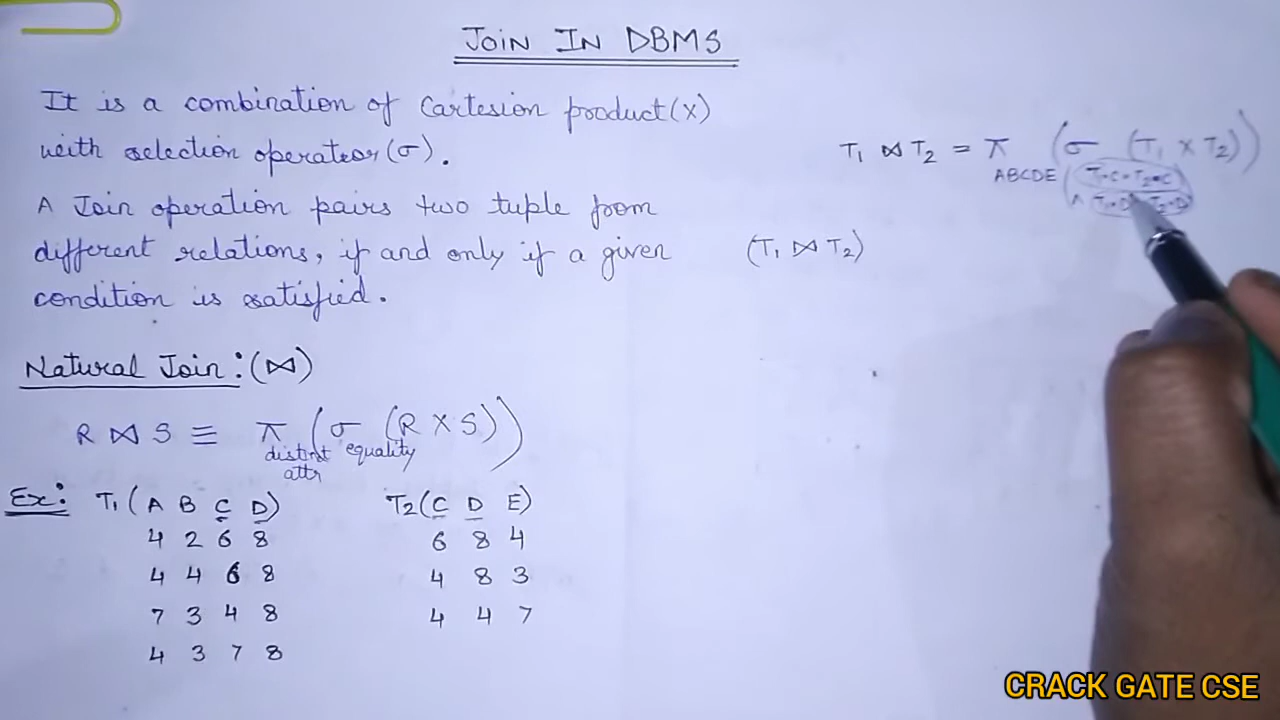 JOIN IN DBMS
It is a combination of Cartesion product(X)
with selection operator(σ).
A Join operation pairs two tuple from
different relations, if and only if a given
condition is satisfied.
Natural Join:(⋈)
R ⋈ S ≡ π (σ (R X S))
distinct equality
attr
Ex: T1(A B C D) T2(C D E)
4 2 6 8 6 8 4
4 4 6 8 4 8 3
7 3 4 8 4 4 7
4 3 7 8
T1 ⋈ T2 = π (σ (T1 X T2))
ABCDE
(T1 ⋈ T2)
CRACK GATE CSE